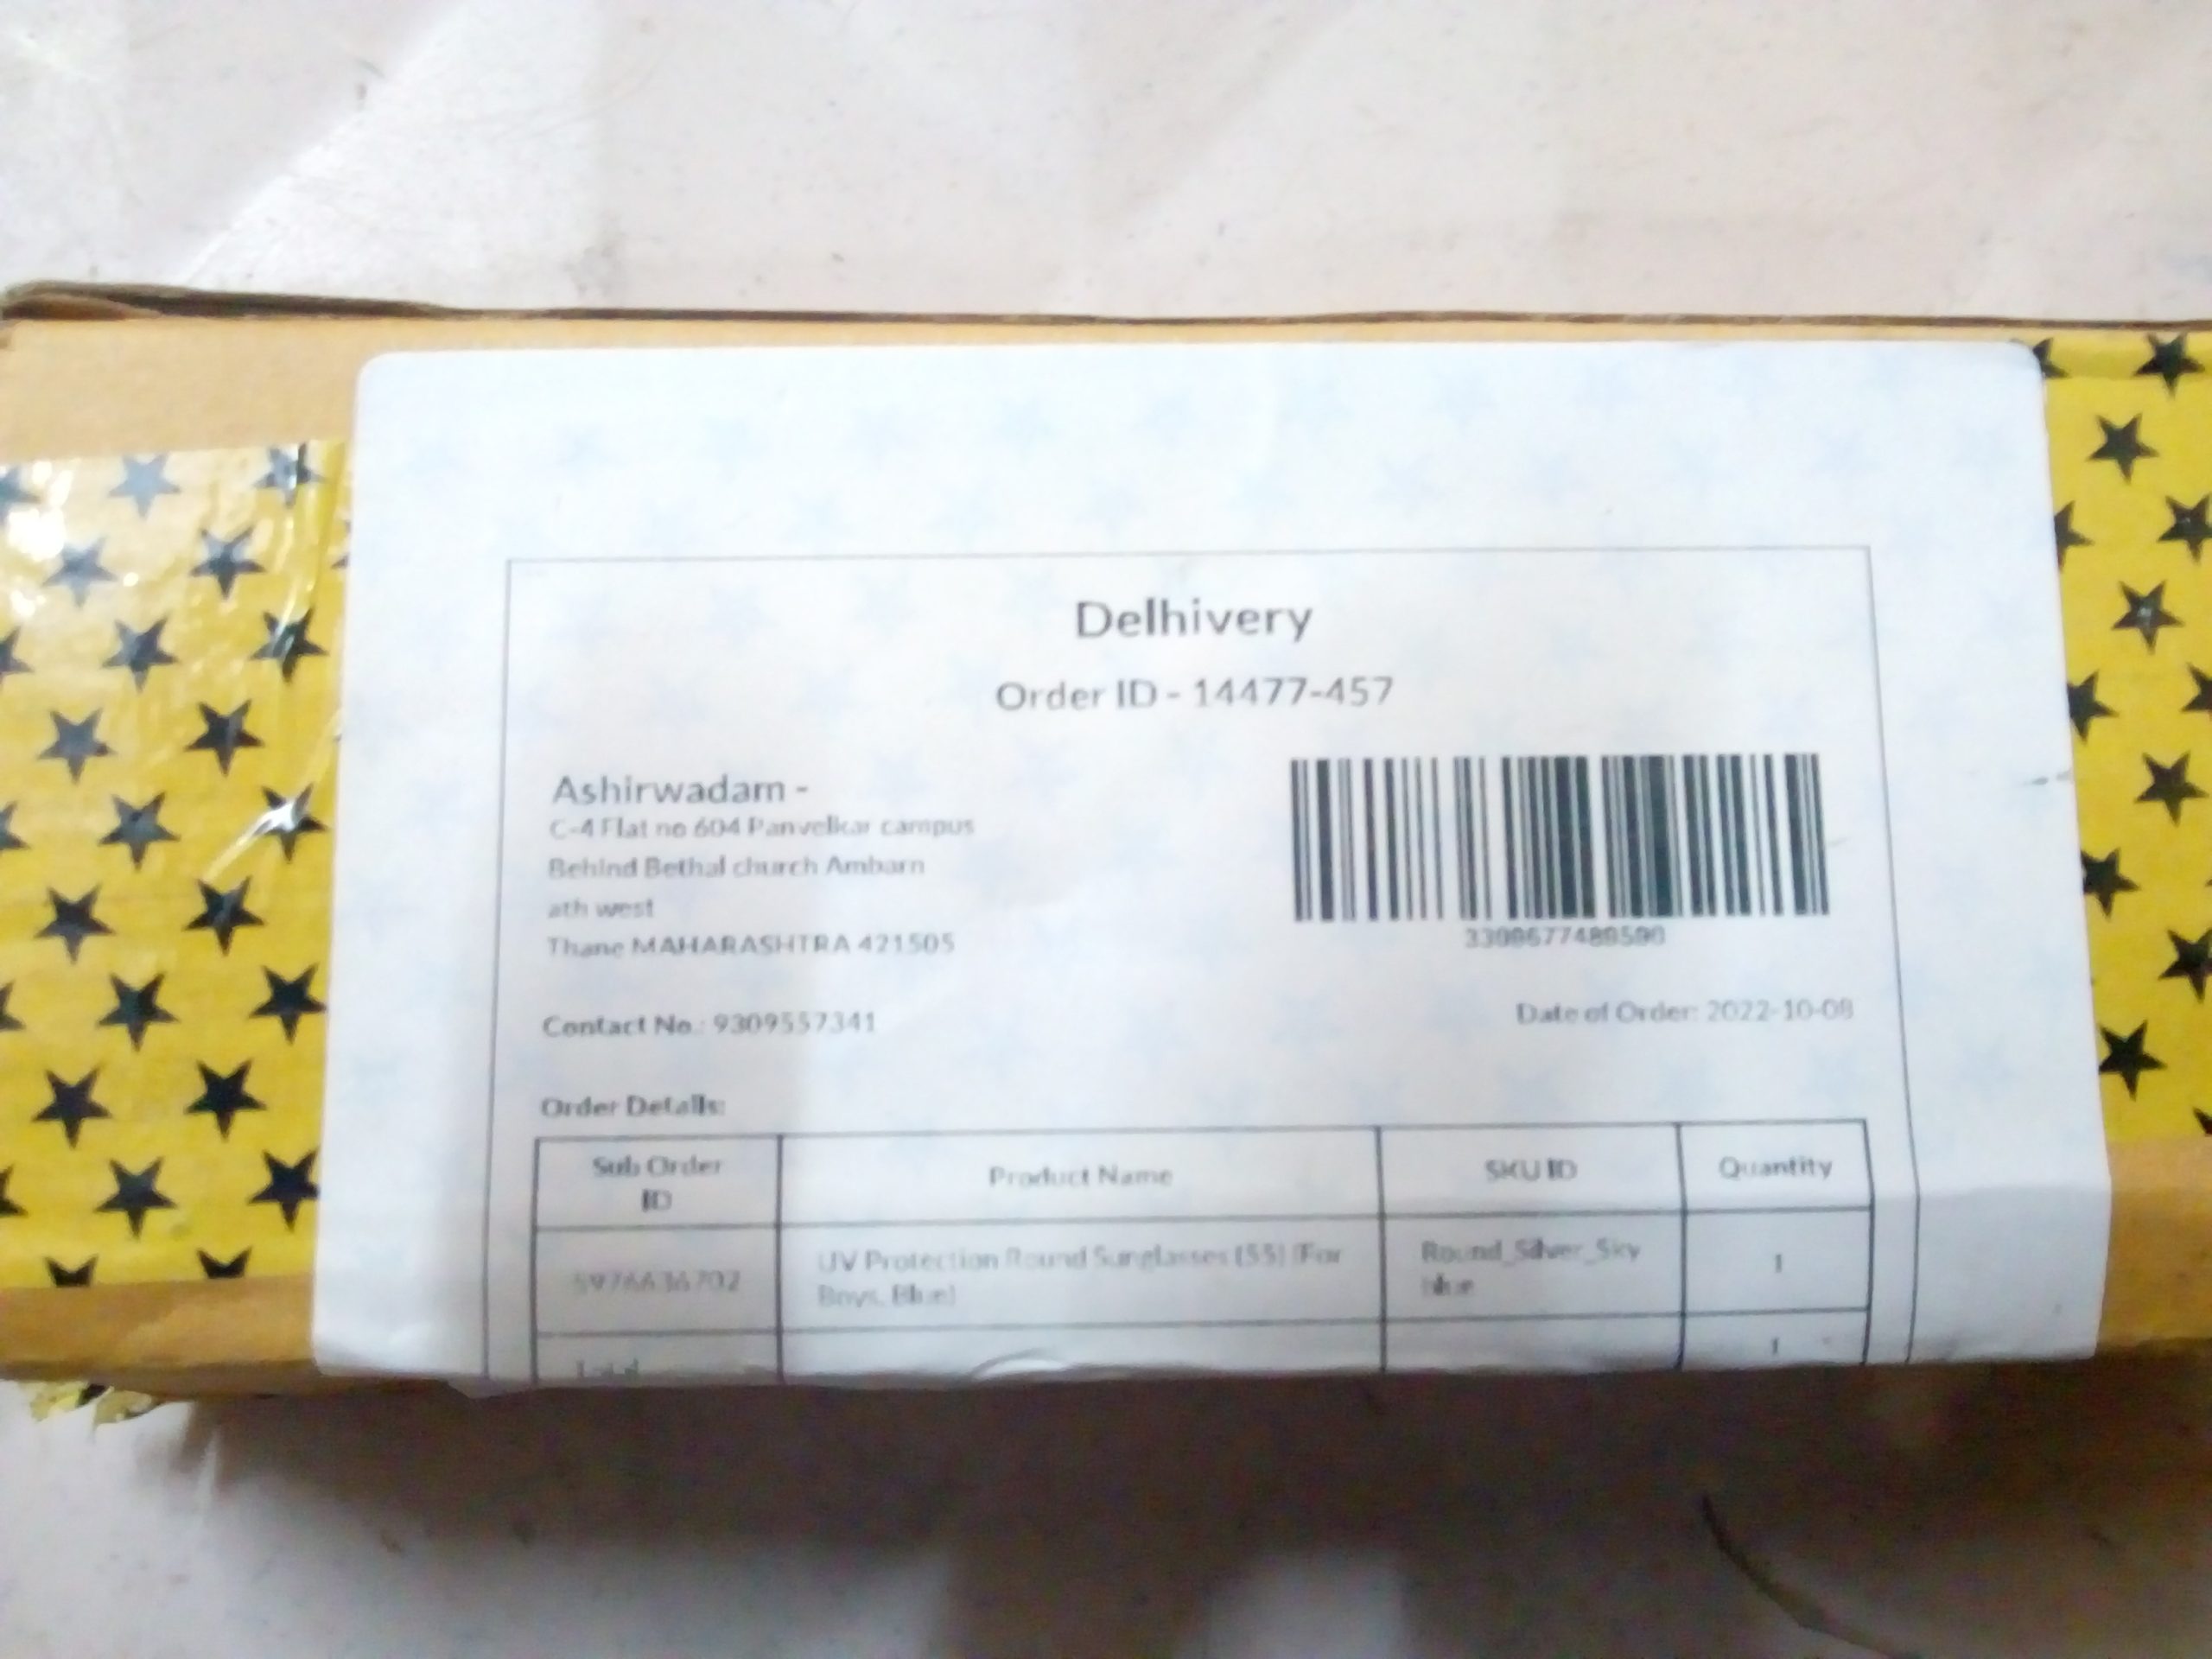 Delhivery
Order ID - 14477-457
Ashirwadam -
C-4 Flat no 604 Panvelkar campus
Behind Bethal church Ambarn
ath west
Thane MAHARASHTRA 421505
Contact No.: 9309557341
Date of Order: 2022-10-08
Order Details:
Sub Order
ID
Product Name
SKU ID
Quantity
UV Protection Round Sunglasses (55) (For
Boys, Blue)
Round_Silver_Sky
blue
1
Total
1